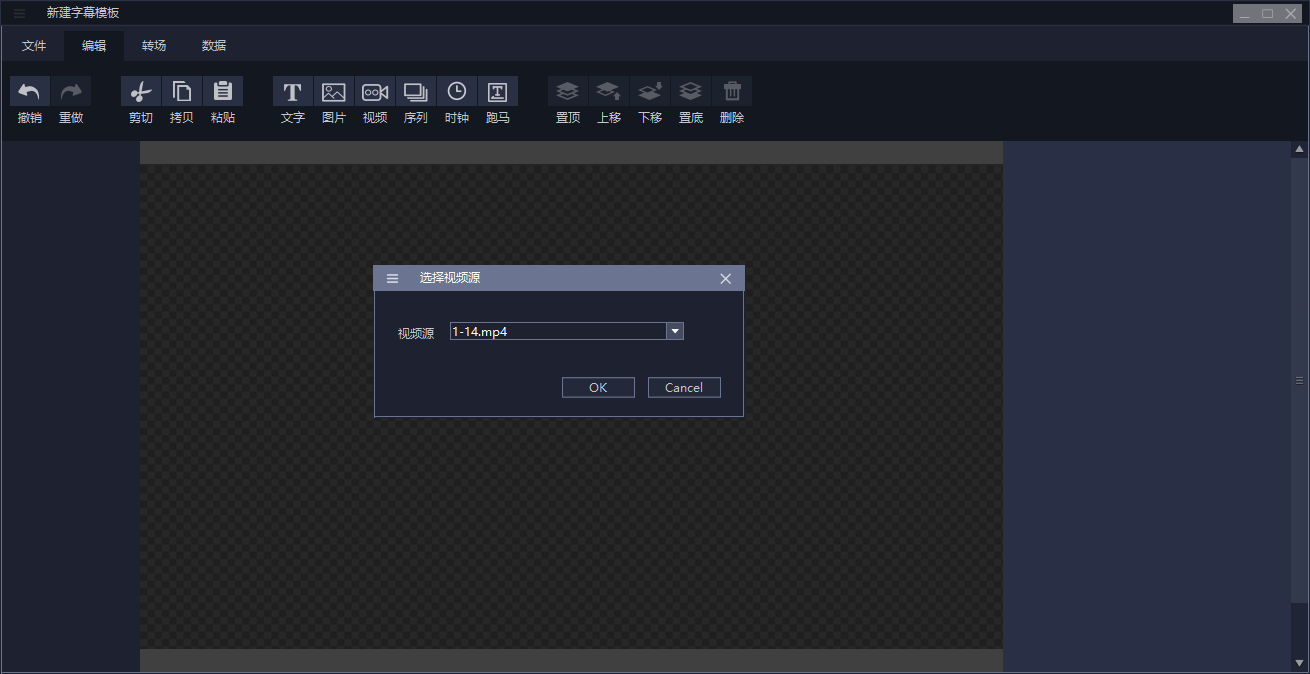 新建字幕模板
文件 编辑 转场 数据
撤销 重做 剪切 拷贝 粘贴 文字 图片 视频 序列 时钟 跑马 置顶 上移 下移 置底 删除
选择视频源
视频源 1-14.mp4
OK Cancel